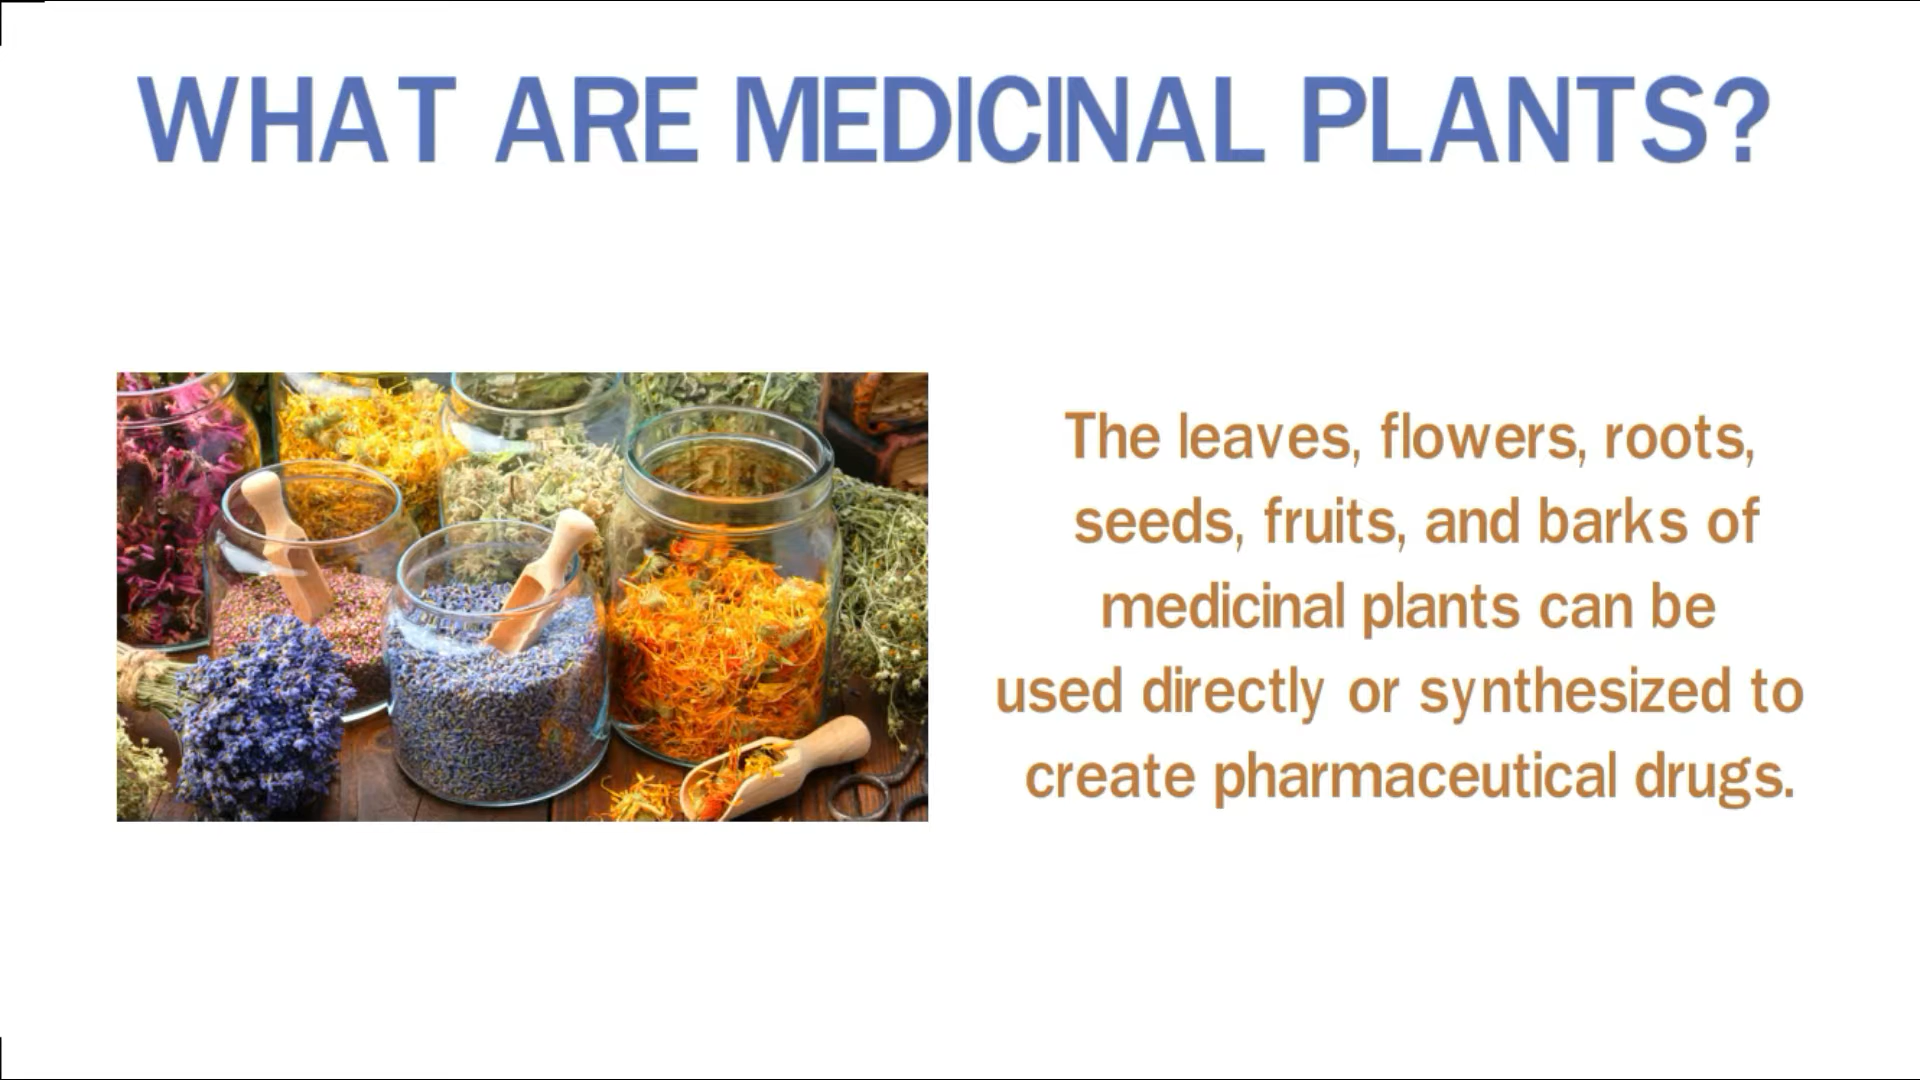 WHAT ARE MEDICINAL PLANTS?
The leaves, flowers, roots,
seeds, fruits, and barks of
medicinal plants can be
used directly or synthesized to
create pharmaceutical drugs.